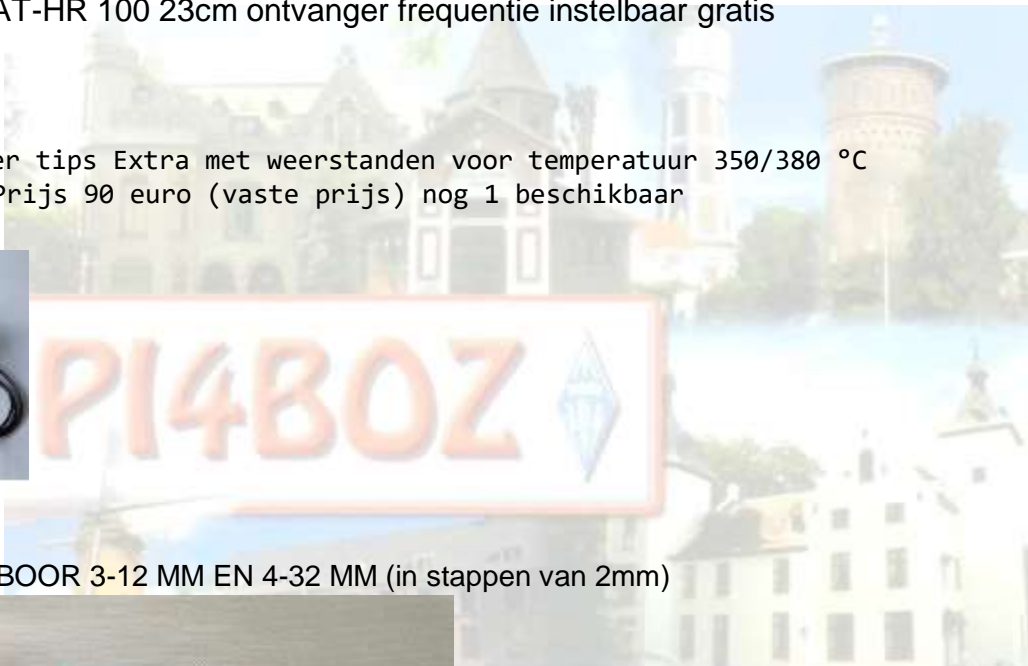 AT-HR 100 23cm ontvanger frequentie instelbaar gratis
er tips Extra met weerstanden voor temperatuur 350/380 °C
Prijs 90 euro (vaste prijs) nog 1 beschikbaar
PI4BOZ
BOOR 3-12 MM EN 4-32 MM (in stappen van 2mm)